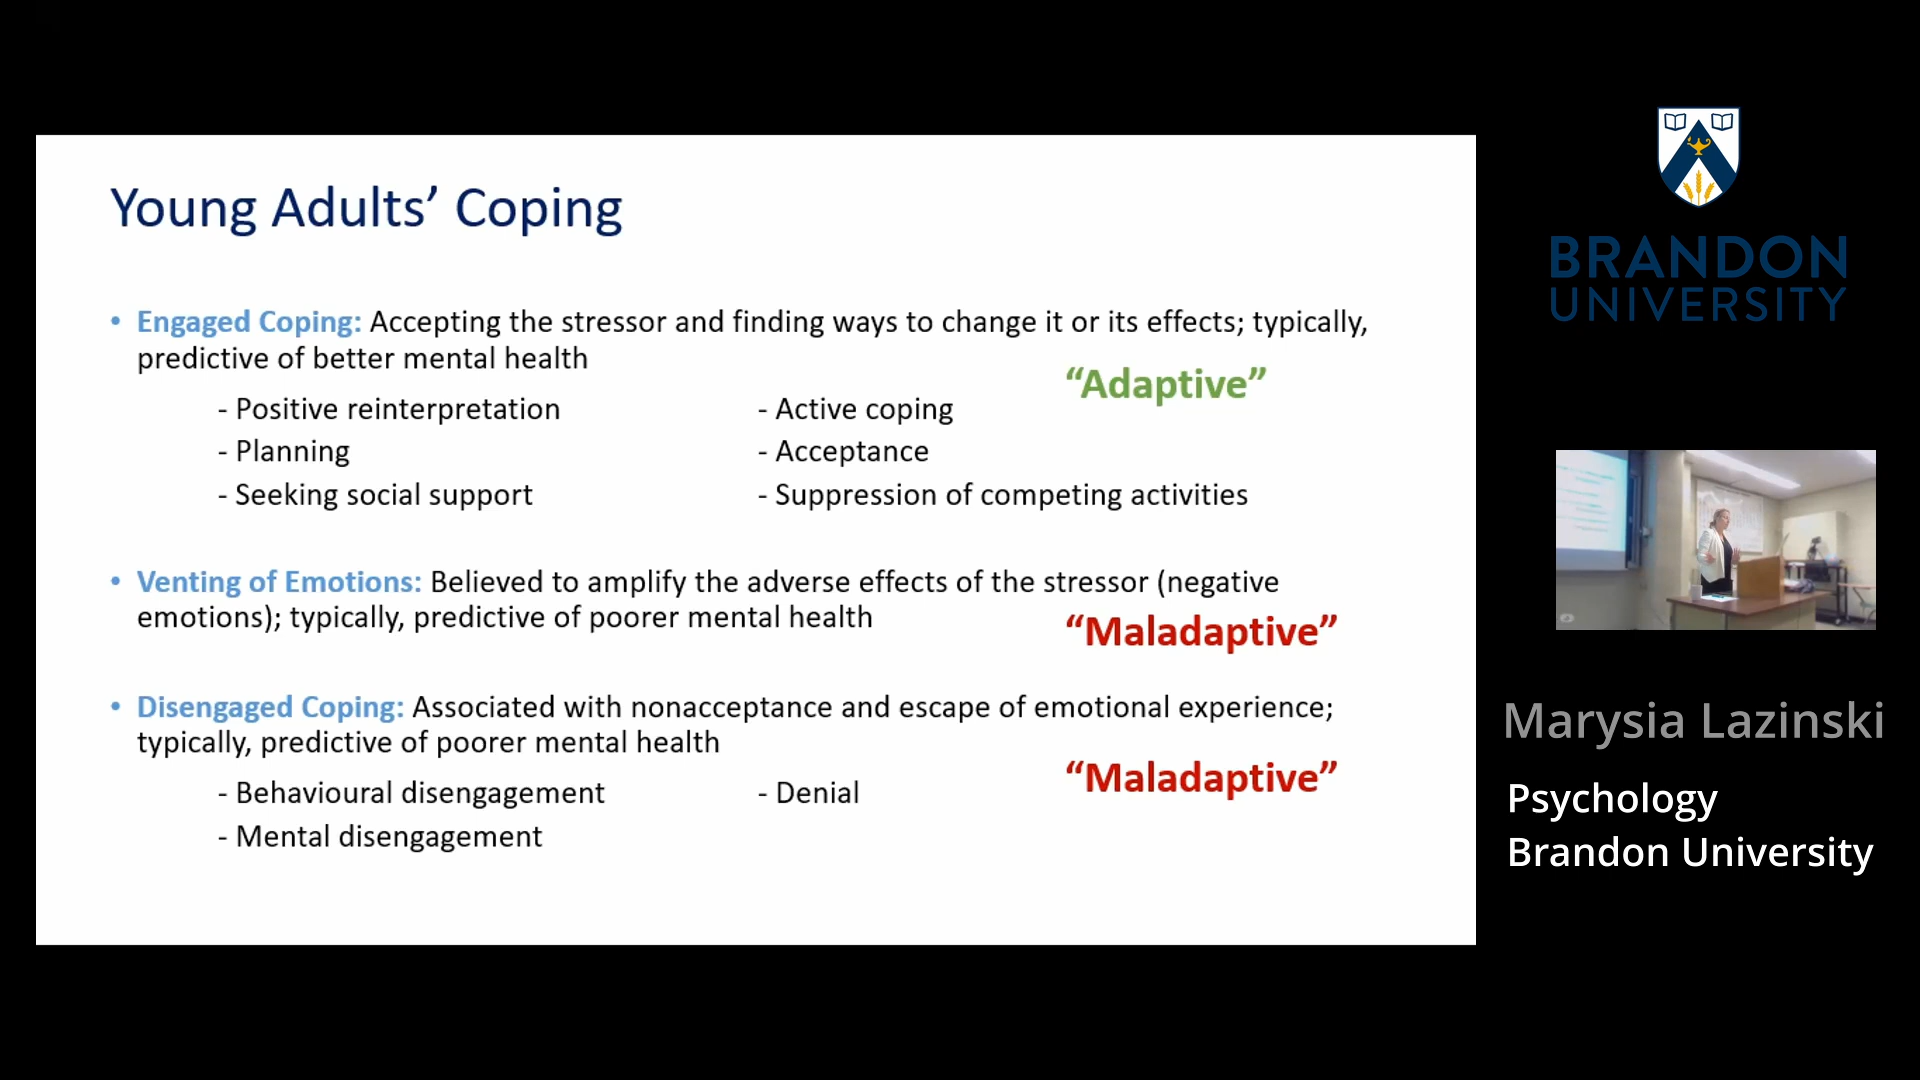 Young Adults’ Coping
• Engaged Coping: Accepting the stressor and finding ways to change it or its effects; typically,
predictive of better mental health
“Adaptive”
- Positive reinterpretation
- Active coping
- Planning
- Acceptance
- Seeking social support
- Suppression of competing activities
• Venting of Emotions: Believed to amplify the adverse effects of the stressor (negative
emotions); typically, predictive of poorer mental health
“Maladaptive”
• Disengaged Coping: Associated with nonacceptance and escape of emotional experience;
typically, predictive of poorer mental health
“Maladaptive”
- Behavioural disengagement
- Denial
- Mental disengagement
BRANDON
UNIVERSITY
Marysia Lazinski
Psychology
Brandon University